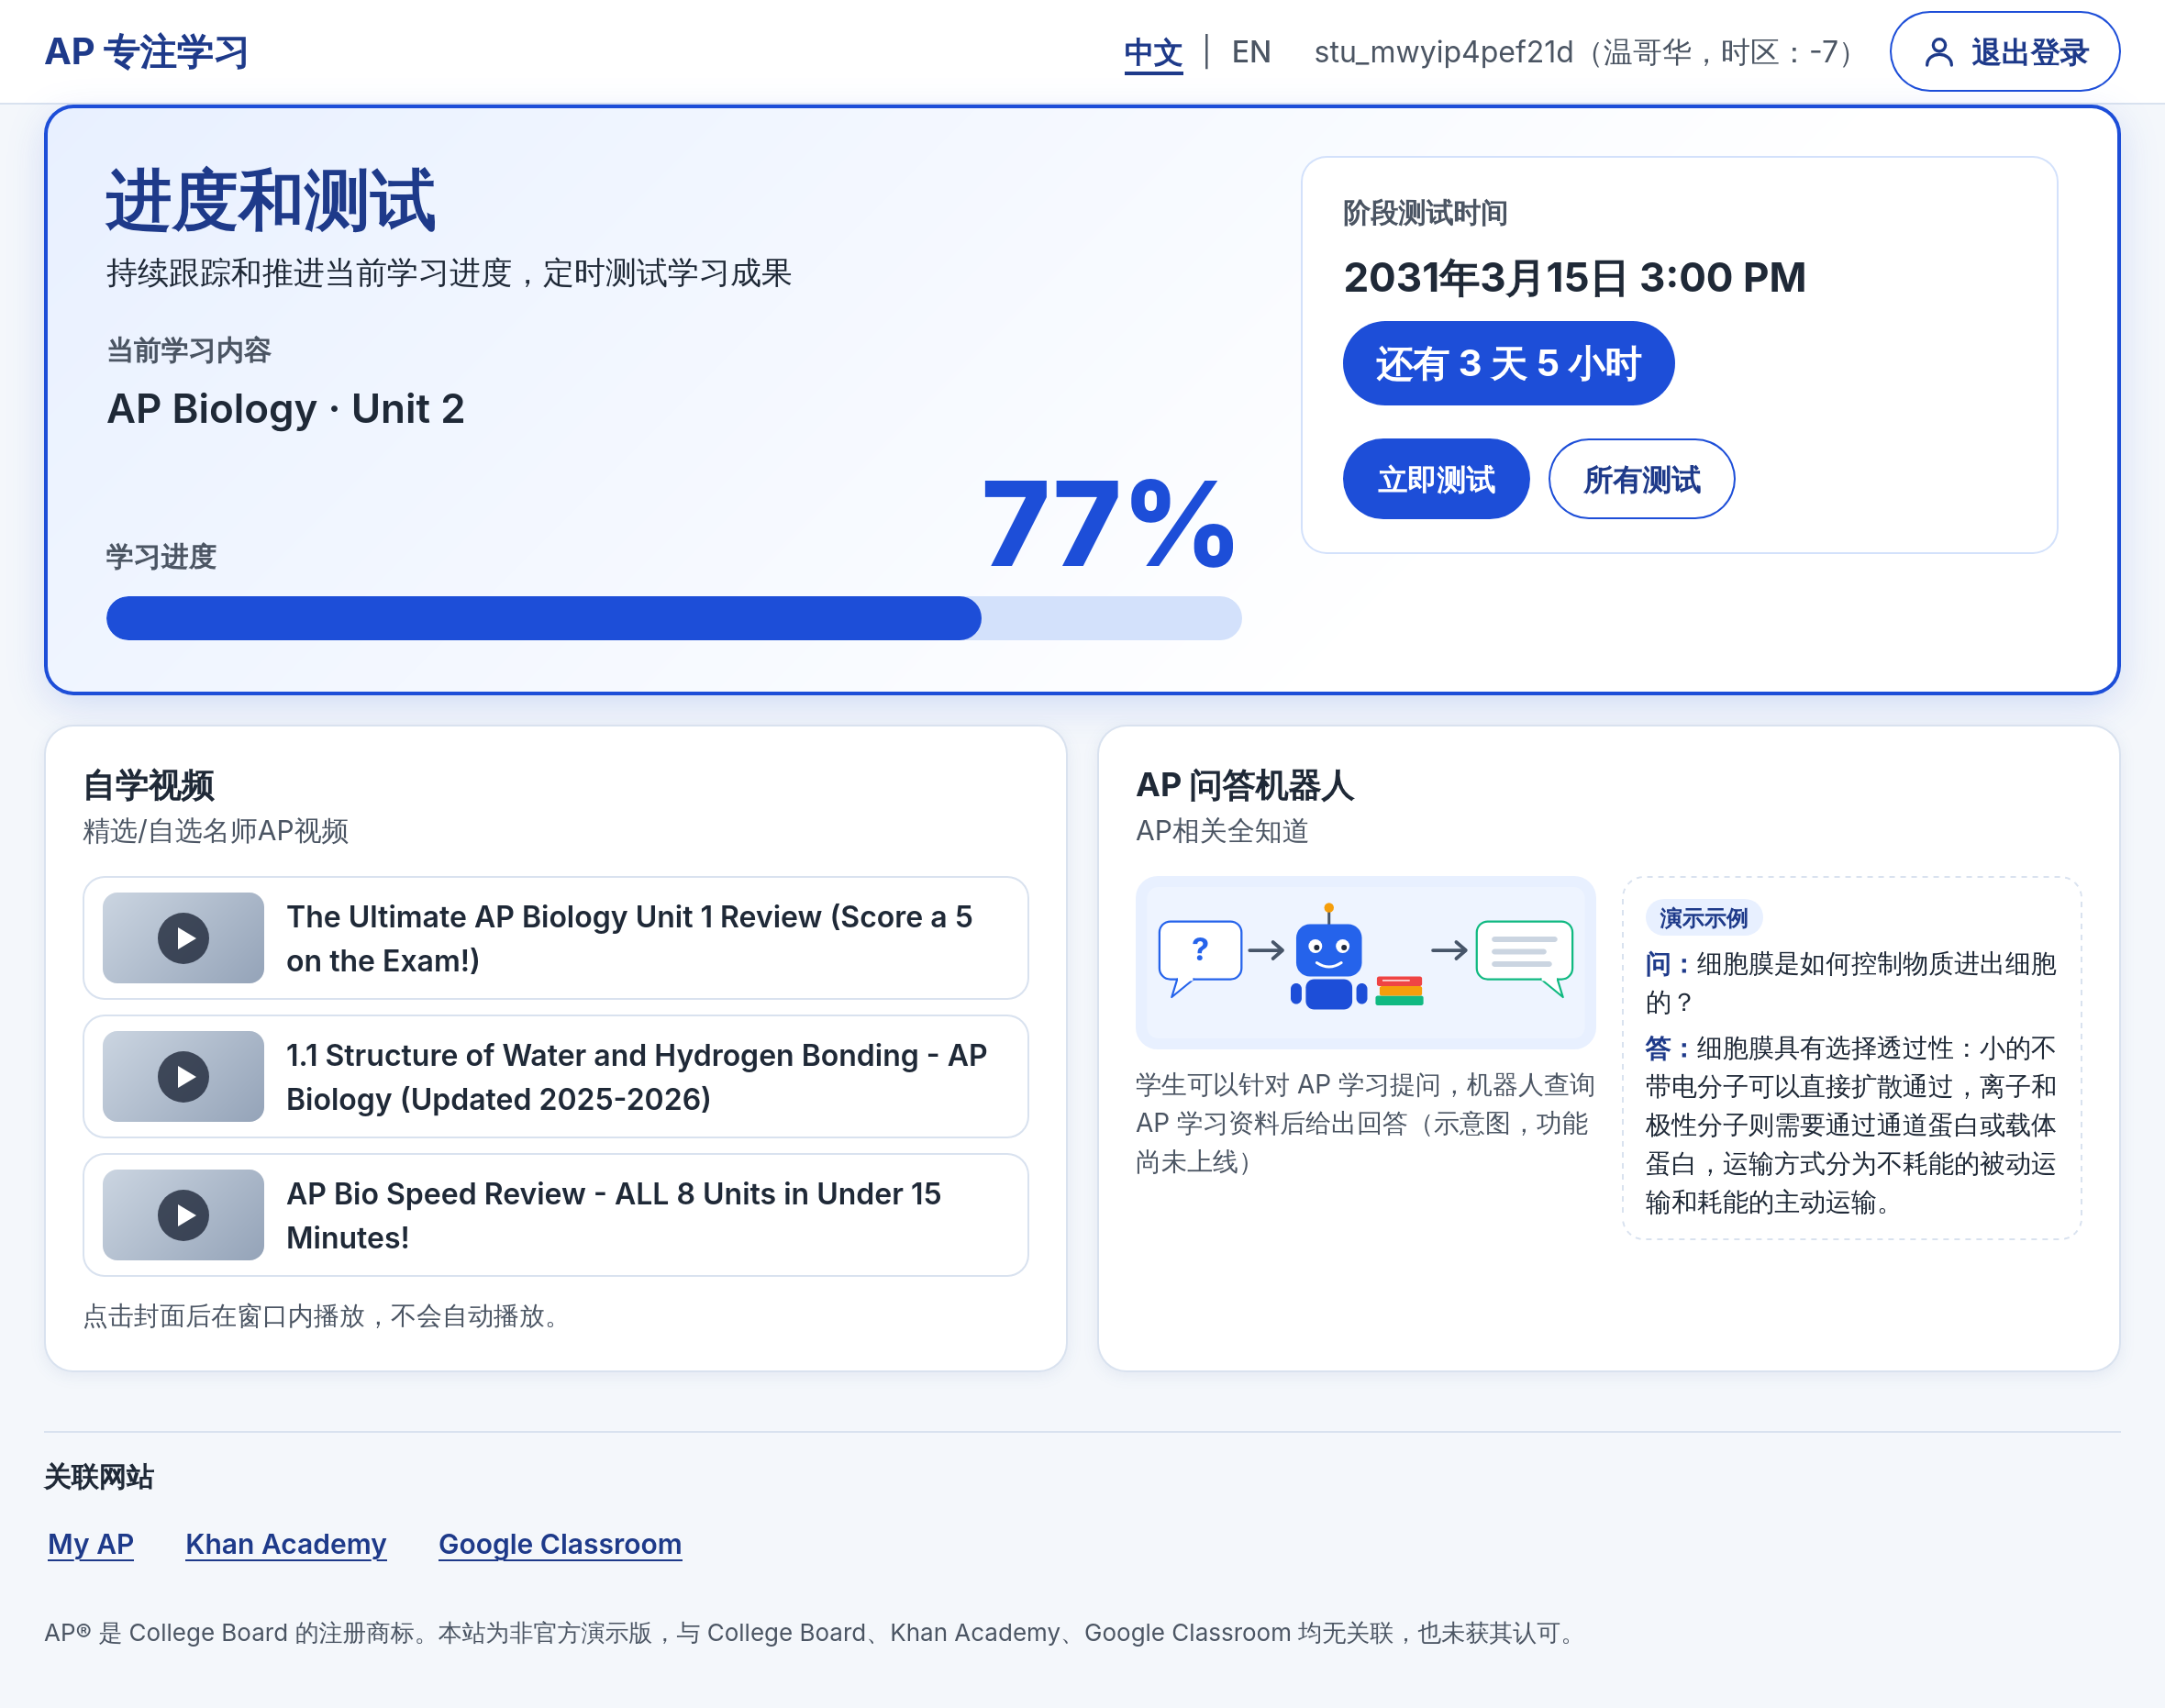 AP 专注学习
中文 | EN stu_mwyip4pef21d（温哥华，时区：-7） 退出登录
进度和测试
持续跟踪和推进当前学习进度，定时测试学习成果
当前学习内容
AP Biology · Unit 2
学习进度
77%
阶段测试时间
2031年3月15日 3:00 PM
还有 3 天 5 小时
立即测试 所有测试
自学视频
精选/自选名师AP视频
The Ultimate AP Biology Unit 1 Review (Score a 5
on the Exam!)
1.1 Structure of Water and Hydrogen Bonding - AP
Biology (Updated 2025-2026)
AP Bio Speed Review - ALL 8 Units in Under 15
Minutes!
点击封面后在窗口内播放，不会自动播放。
AP 问答机器人
AP相关全知道
?
学生可以针对 AP 学习提问，机器人查询
AP 学习资料后给出回答（示意图，功能
尚未上线）
演示示例
问：细胞膜是如何控制物质进出细胞
的？
答：细胞膜具有选择透过性：小的不
带电分子可以直接扩散通过，离子和
极性分子则需要通过通道蛋白或载体
蛋白，运输方式分为不耗能的被动运
输和耗能的主动运输。
关联网站
My AP Khan Academy Google Classroom
AP® 是 College Board 的注册商标。本站为非官方演示版，与 College Board、Khan Academy、Google Classroom 均无关联，也未获其认可。